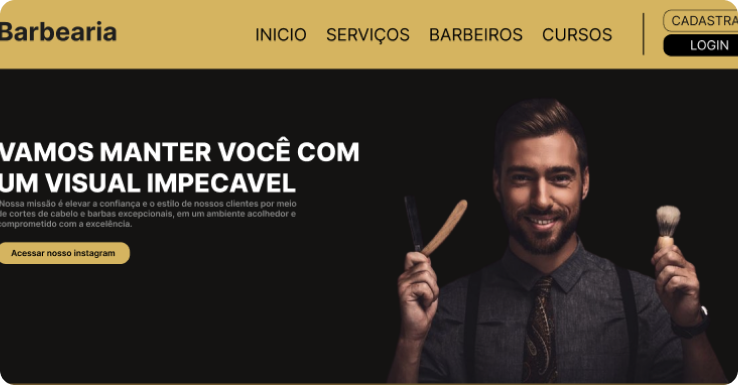 Barbearia
INICIO SERVIÇOS BARBEIROS CURSOS
CADASTRA
LOGIN
VAMOS MANTER VOCÊ COM
UM VISUAL IMPECAVEL
Nossa missão é elevar a confiança e o estilo de nossos clientes por meio
de cortes de cabelo e barbas excepcionais, em um ambiente acolhedor e
comprometido com a excelência.
Acessar nosso instagram